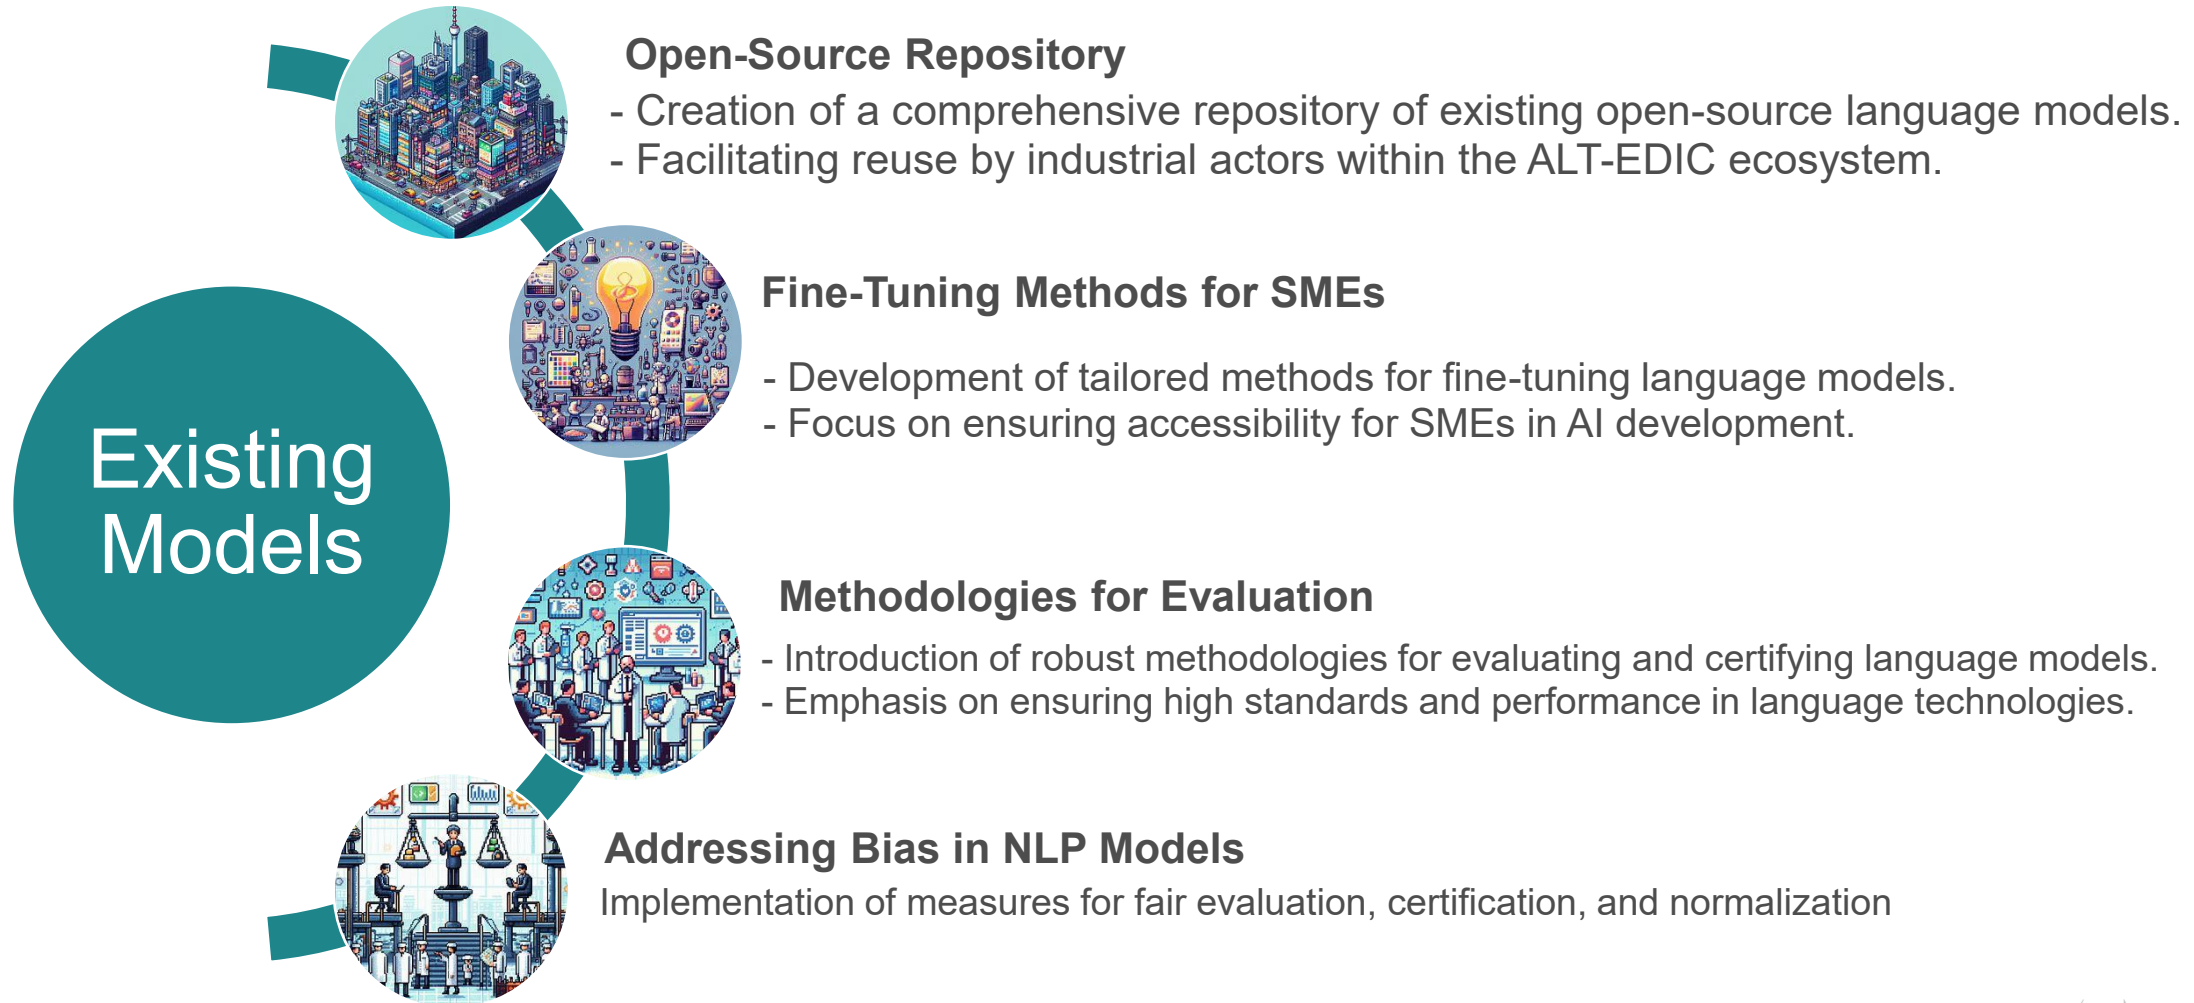 Open-Source Repository
- Creation of a comprehensive repository of existing open-source language models.
- Facilitating reuse by industrial actors within the ALT-EDIC ecosystem.
Fine-Tuning Methods for SMEs
- Development of tailored methods for fine-tuning language models.
- Focus on ensuring accessibility for SMEs in AI development.
Existing
Models
Methodologies for Evaluation
- Introduction of robust methodologies for evaluating and certifying language models.
- Emphasis on ensuring high standards and performance in language technologies.
Addressing Bias in NLP Models
Implementation of measures for fair evaluation, certification, and normalization